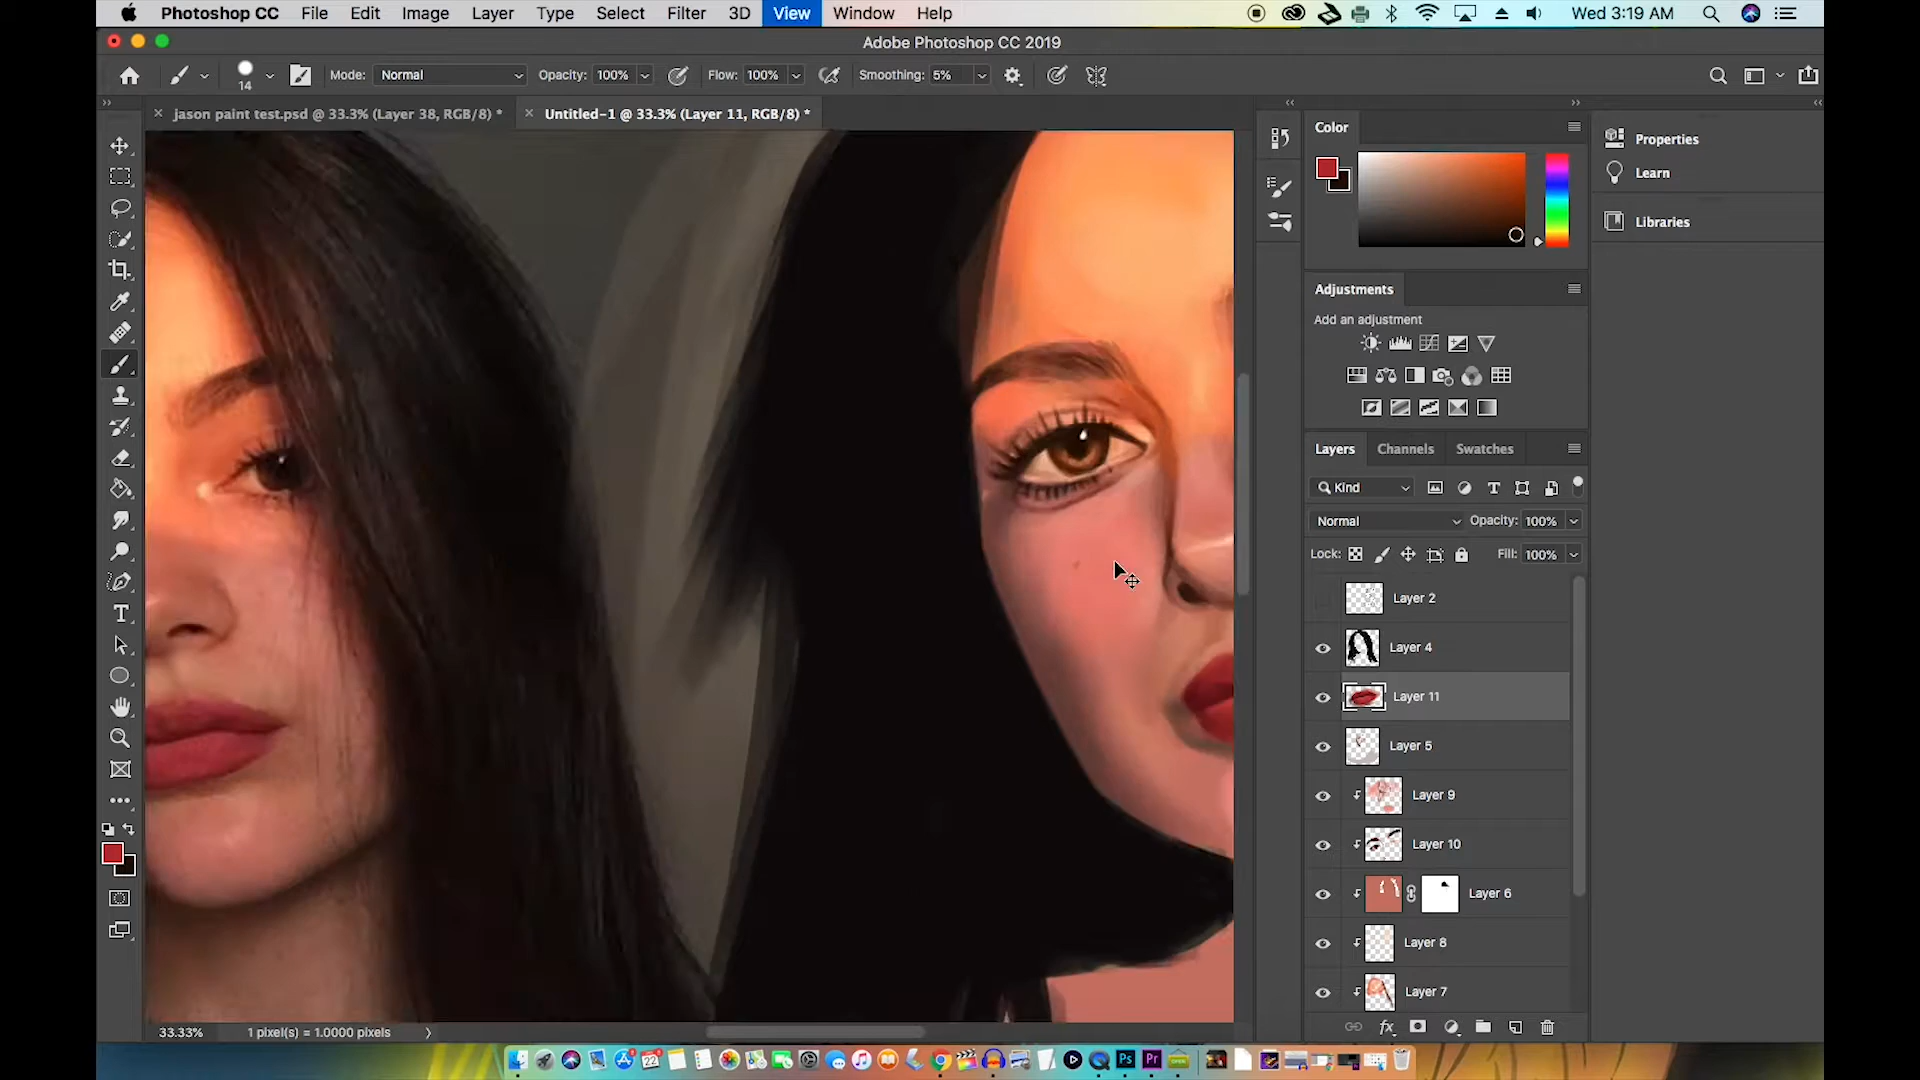 Photoshop CC File Edit Image Layer Type Select Filter 3D View Window Help Wed 3:19 AM
Adobe Photoshop CC 2019
14 Mode: Normal Opacity: 100% Flow: 100% Smoothing: 5%
jason paint test.psd @ 33.3% (Layer 38, RGB/8) * Untitled-1 @ 33.3% (Layer 11, RGB/8) *
Color
Properties
Learn
Libraries
Adjustments
Add an adjustment
Layers Channels Swatches
Kind
Normal Opacity: 100%
Lock: Fill: 100%
Layer 2
Layer 4
Layer 11
Layer 5
Layer 9
Layer 10
Layer 6
Layer 8
Layer 7
33.33% 1 pixel(s) = 1.0000 pixels
22 Ps Pr